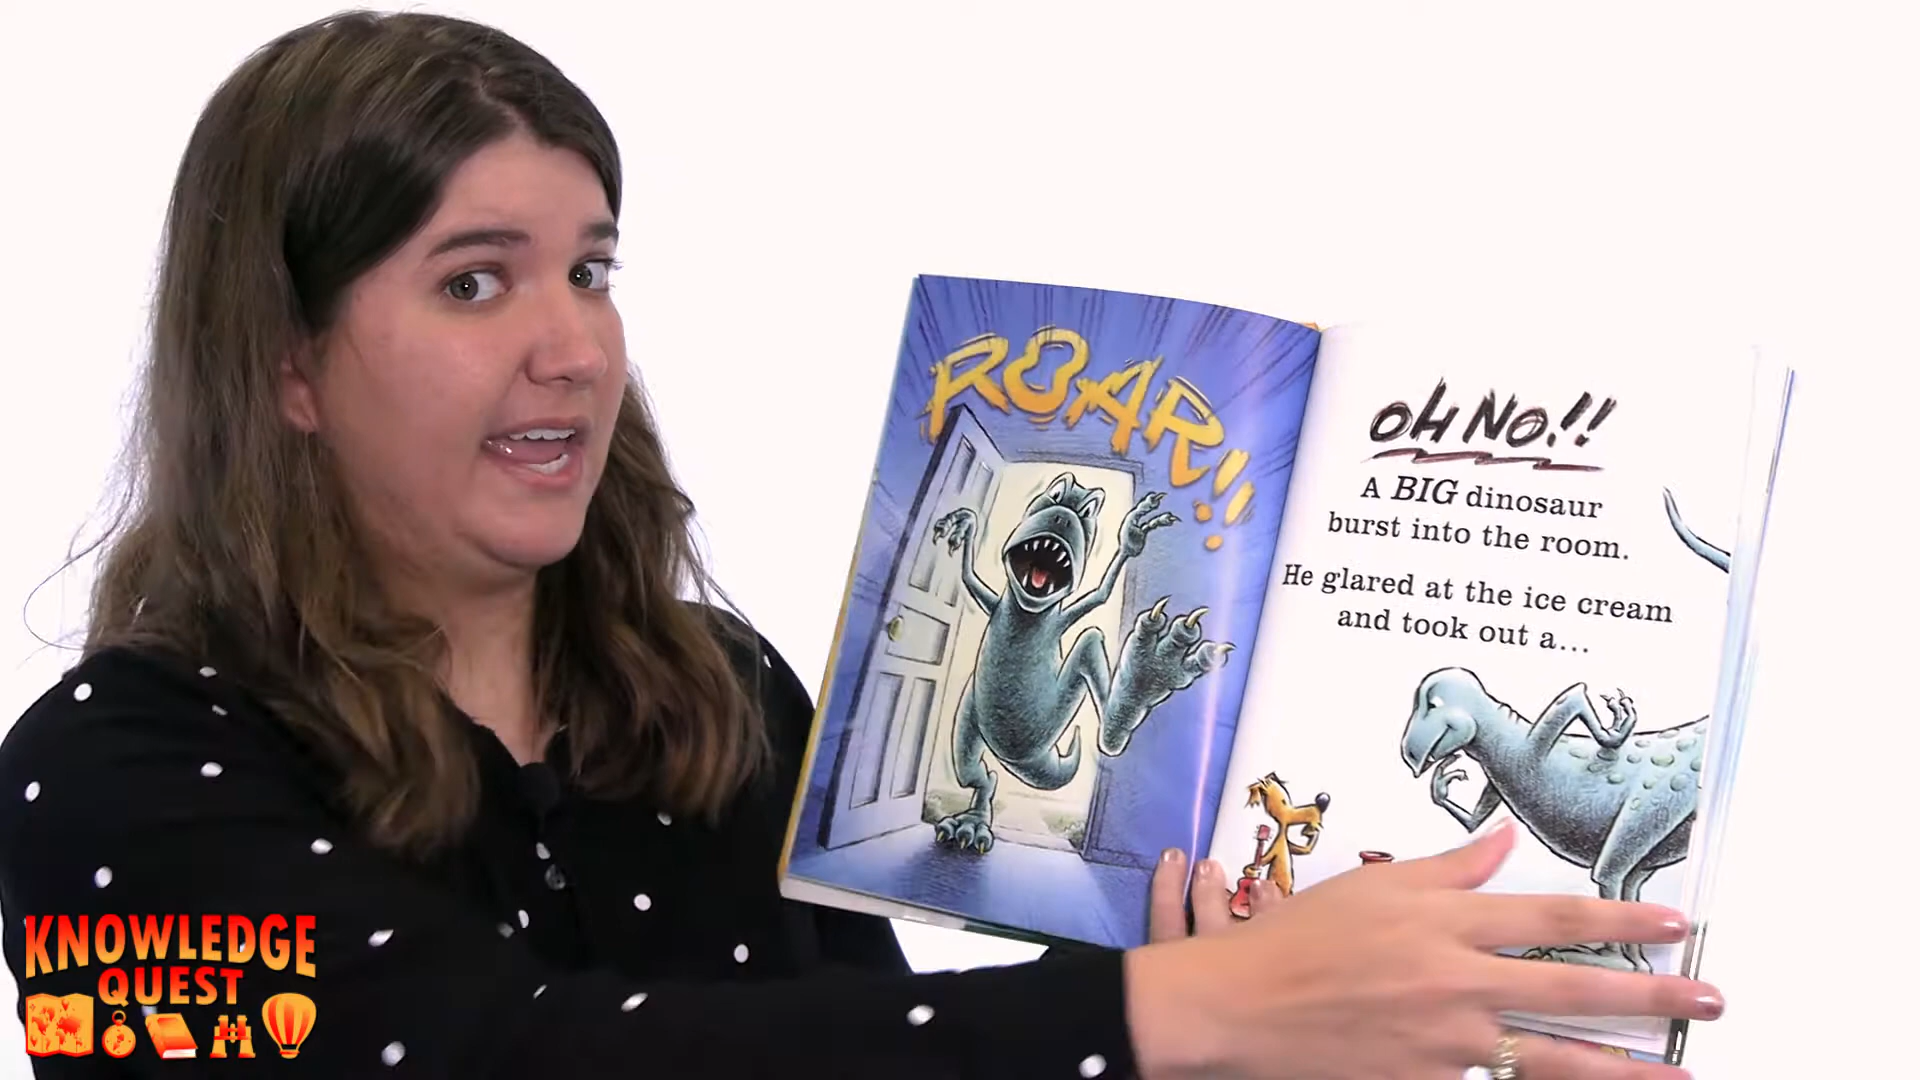 ROAR!!
OH NO!!
A BIG dinosaur
burst into the room.
He glared at the ice cream
and took out a...
KNOWLEDGE
QUEST